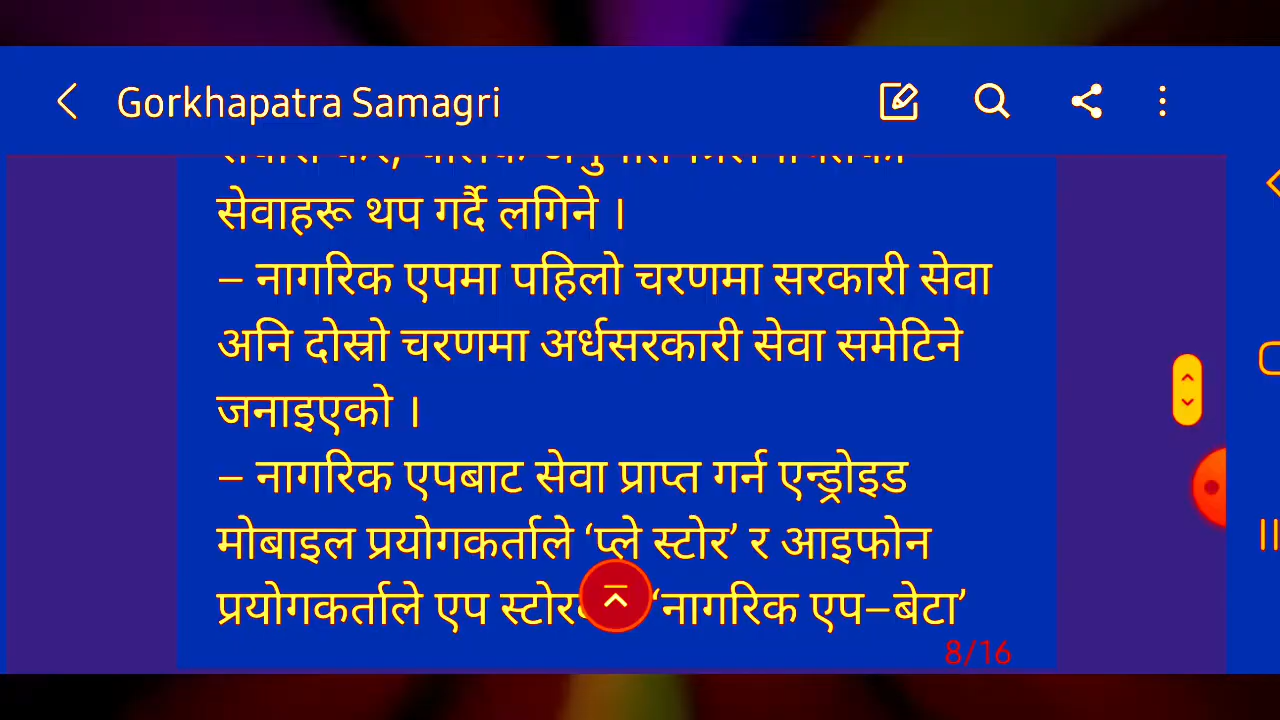 Gorkhapatra Samagri
सेवाहरू थप गर्दै लगिने ।
– नागरिक एपमा पहिलो चरणमा सरकारी सेवा
अनि दोस्रो चरणमा अर्धसरकारी सेवा समेटिने
जनाइएको ।
– नागरिक एपबाट सेवा प्राप्त गर्न एन्ड्रोइड
मोबाइल प्रयोगकर्ताले ‘प्ले स्टोर’ र आइफोन
प्रयोगकर्ताले एप ‘नागरिक एप–बेटा’
8/16